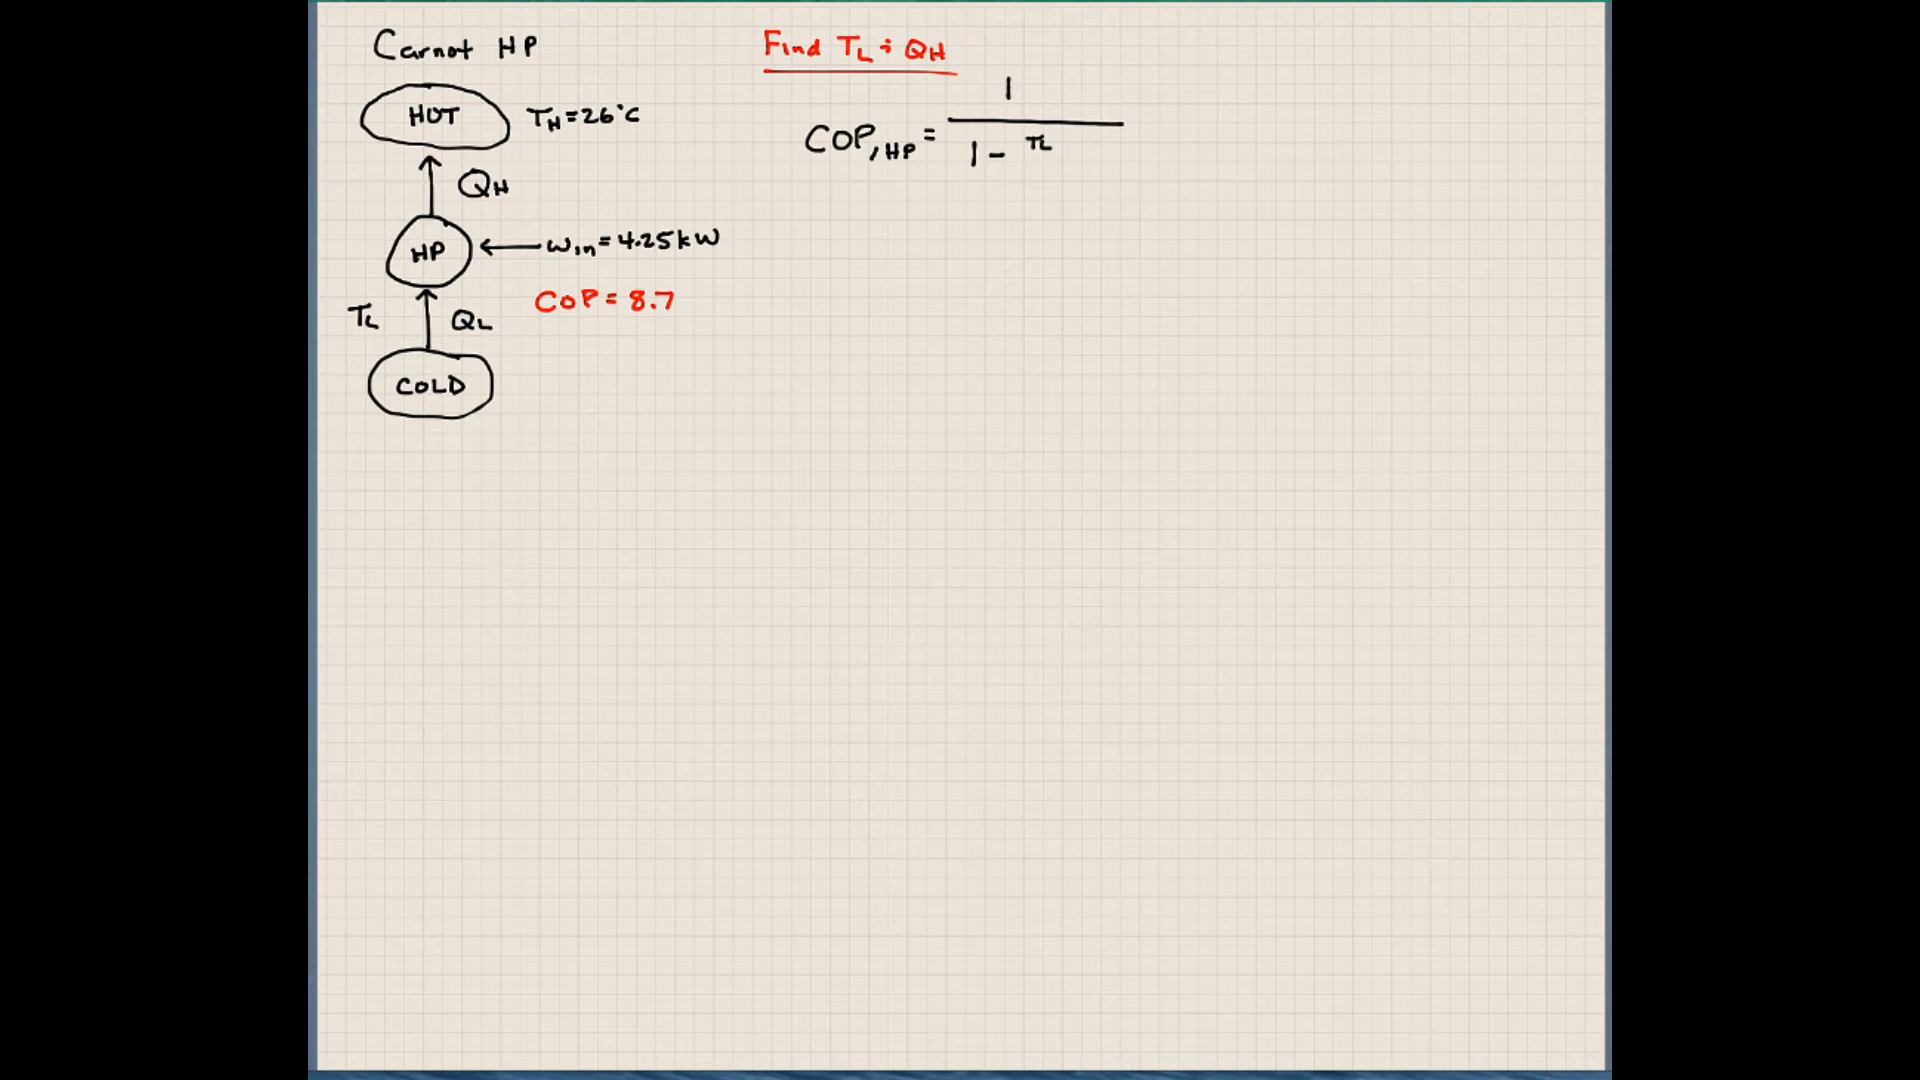 Carnot HP
HOT TH=26°C
QH
HP ← Win=4.25kW
COP=8.7
TL QL
COLD
Find TL ; QH
COP,HP = 1
1 - TL